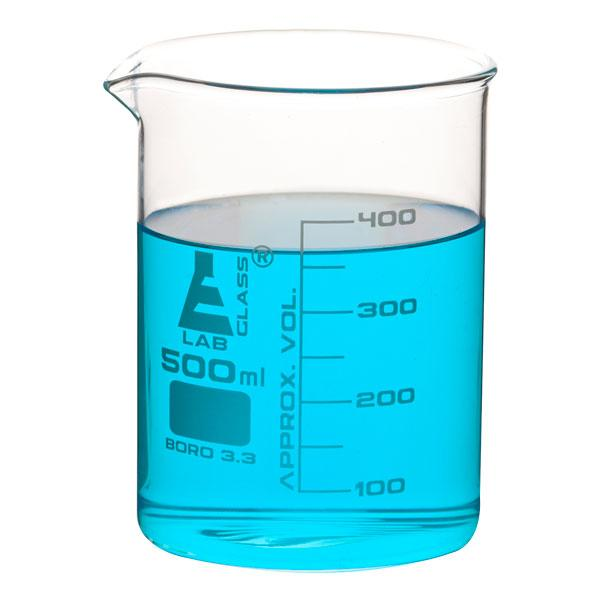 LAB
GLASS®
500ml
BORO 3.3
APPROX. VOL.
400
300
200
100